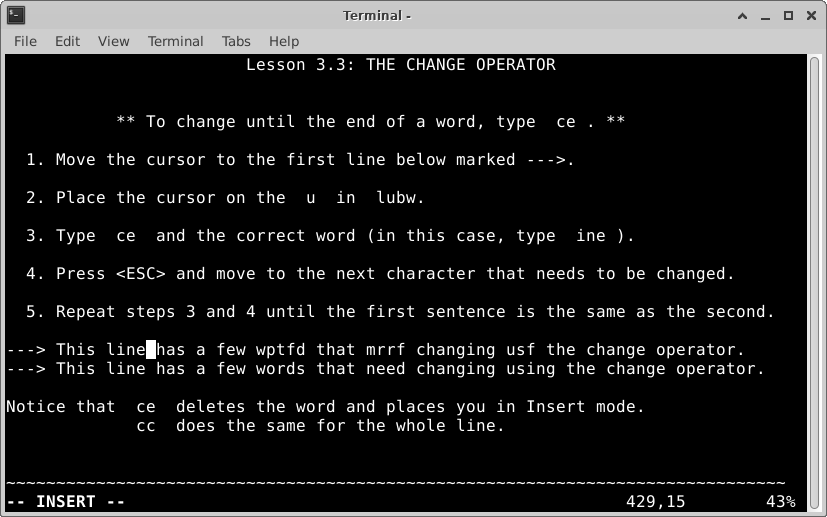 Terminal -
File Edit View Terminal Tabs Help
Lesson 3.3: THE CHANGE OPERATOR
** To change until the end of a word, type ce . **
1. Move the cursor to the first line below marked --->.
2. Place the cursor on the u in lubw.
3. Type ce and the correct word (in this case, type ine ).
4. Press <ESC> and move to the next character that needs to be changed.
5. Repeat steps 3 and 4 until the first sentence is the same as the second.
---> This line has a few wptfd that mrrf changing usf the change operator.
---> This line has a few words that need changing using the change operator.
Notice that ce deletes the word and places you in Insert mode.
cc does the same for the whole line.
~~~~~~~~~~~~~~~~~~~~~~~~~~~~~~~~~~~~~~~~~~~~~~~~~~~~~~~~~~~~~~~~~~~~~~~~~~~~~~
-- INSERT -- 429,15 43%